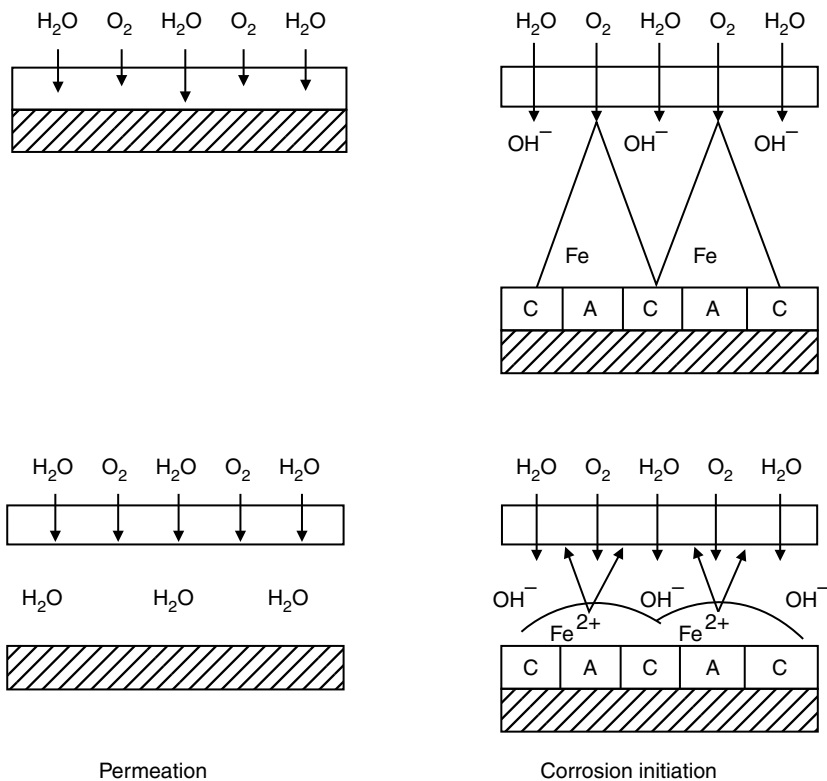 H₂O O₂ H₂O O₂ H₂O
H₂O O₂ H₂O O₂ H₂O
OH⁻ OH⁻ OH⁻
Fe Fe
C A C A C
H₂O O₂ H₂O O₂ H₂O
H₂O H₂O H₂O
H₂O O₂ H₂O O₂ H₂O
OH⁻ OH⁻ OH⁻
Fe²⁺ Fe²⁺
C A C A C
Permeation
Corrosion initiation